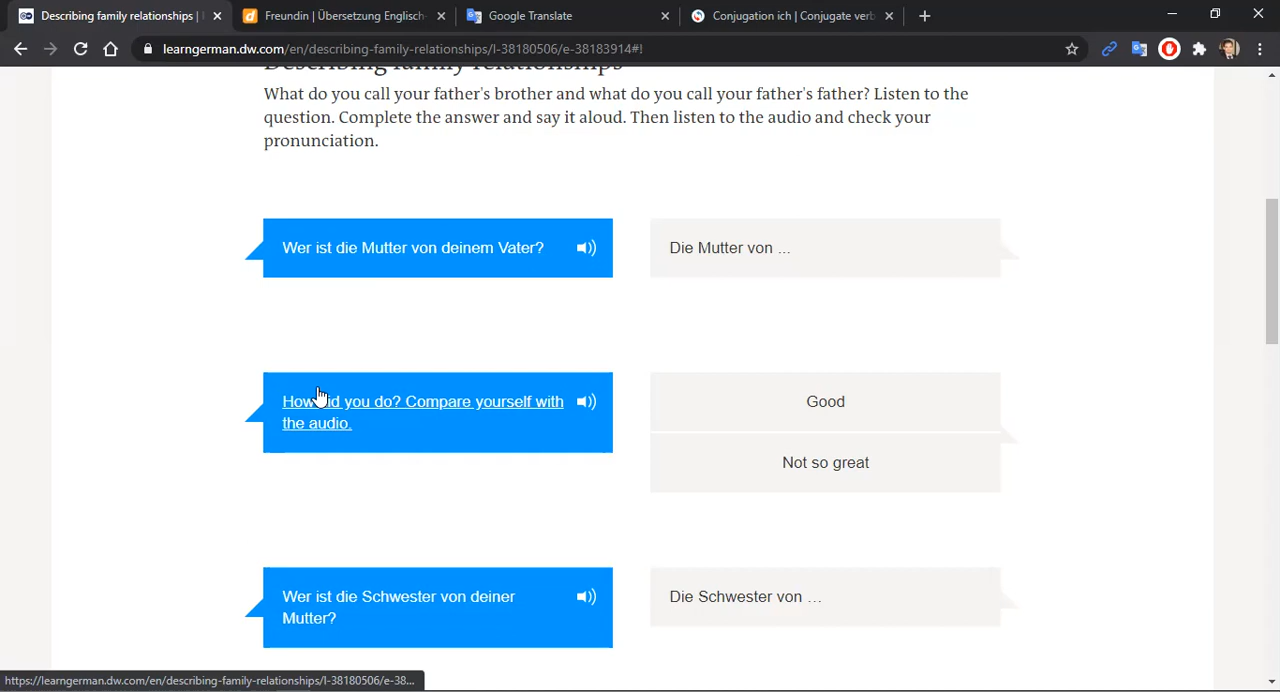 Describing family relationships |
Freundin | Übersetzung Englisch-
Google Translate
Conjugation ich | Conjugate verb
learngerman.dw.com/en/describing-family-relationships/l-38180506/e-38183914#!
Describing family relationships
What do you call your father's brother and what do you call your father's father? Listen to the
question. Complete the answer and say it aloud. Then listen to the audio and check your
pronunciation.
Wer ist die Mutter von deinem Vater?
Die Mutter von ...
How did you do? Compare yourself with
the audio.
Good
Not so great
Wer ist die Schwester von deiner
Mutter?
Die Schwester von …
https://learngerman.dw.com/en/describing-family-relationships/l-38180506/e-38...